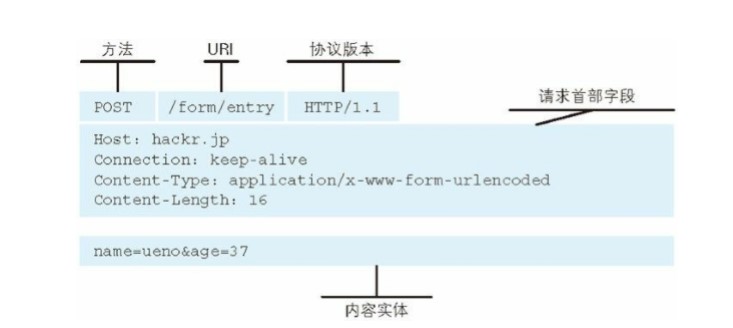 方法 URI 协议版本
请求首部字段
POST /form/entry HTTP/1.1
Host: hackr.jp
Connection: keep-alive
Content-Type: application/x-www-form-urlencoded
Content-Length: 16
name=ueno&age=37
内容实体